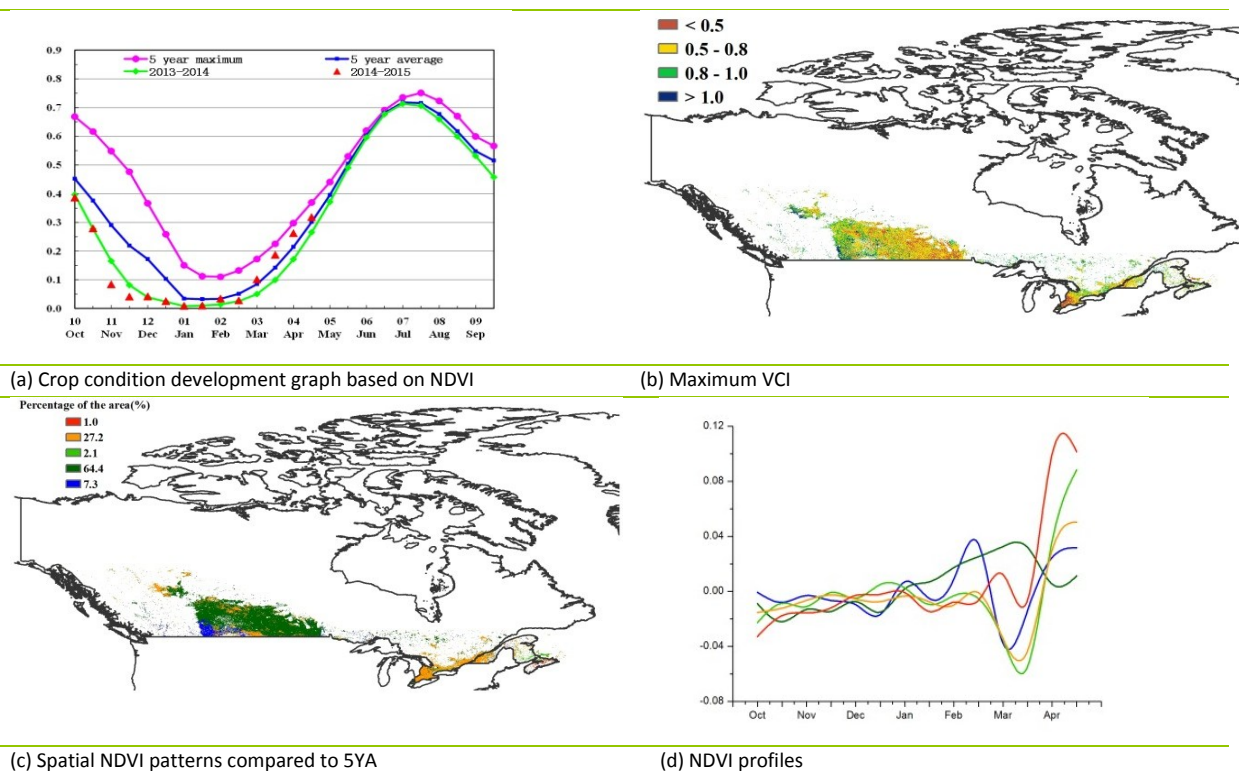 0.9
0.8
0.7
0.6
0.5
0.4
0.3
0.2
0.1
0.0
5 year maximum
5 year average
2013-2014
2014-2015
10 11 12 01 02 03 04 05 06 07 08 09
Oct Nov Dec Jan Feb Mar Apr May Jun Jul Aug Sep
(a) Crop condition development graph based on NDVI
< 0.5
0.5 - 0.8
0.8 - 1.0
> 1.0
(b) Maximum VCI
Percentage of the area(%)
1.0
27.2
2.1
64.4
7.3
(c) Spatial NDVI patterns compared to 5YA
0.12
0.08
0.04
0.00
-0.04
-0.08
Oct Nov Dec Jan Feb Mar Apr
(d) NDVI profiles